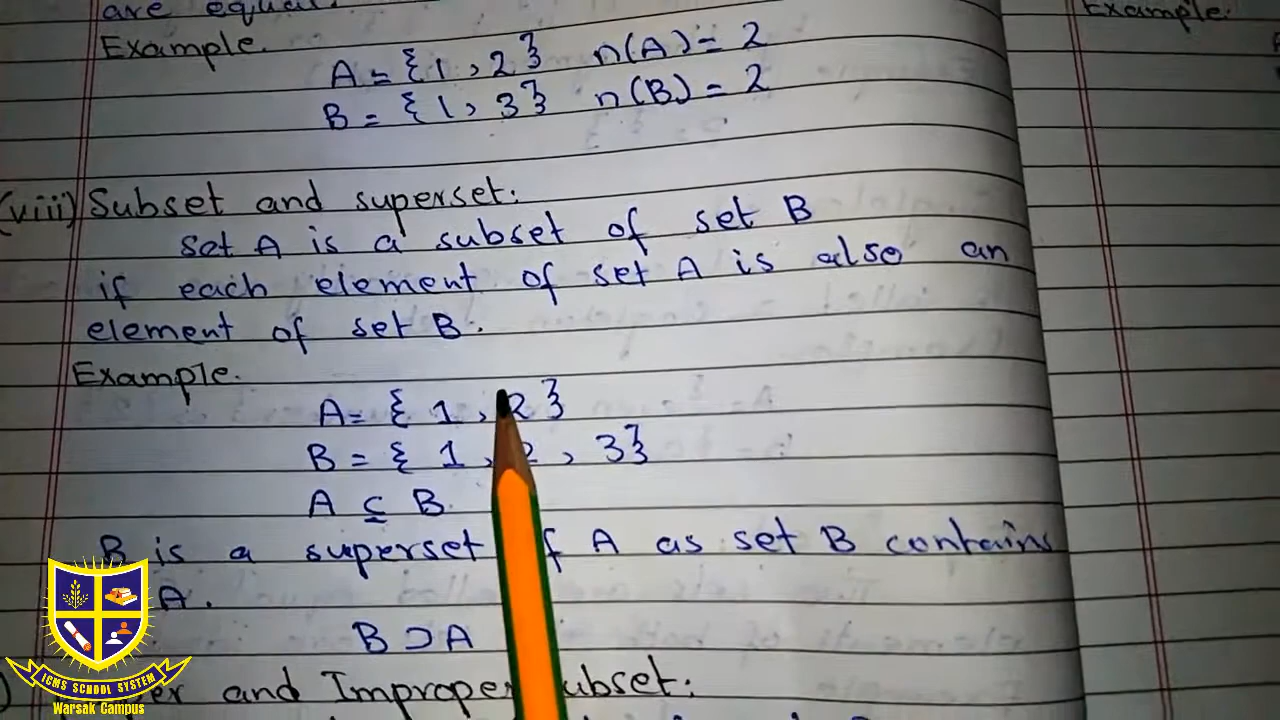 are equal.
Example.
Example.
A = {1, 2} n(A) = 2
B = {1, 3} n(B) = 2
(viii) Subset and superset:
Set A is a subset of set B
if each element of set A is also an
element of set B.
Example.
A = { 1, 2}
B = { 1, 2, 3}
A ⊆ B.
B is a superset of A as set B contains
A.
B ⊃ A
and Improper Subset:
ICMS SCHOOL SYSTEM
Warsak Campus